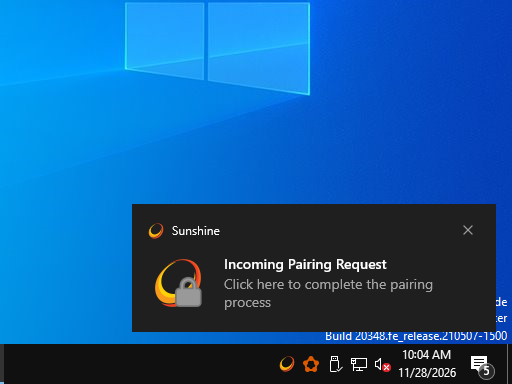 Sunshine
Incoming Pairing Request
Click here to complete the pairing
process
Build 20348.fe_release.210507-1500
10:04 AM
11/28/2026
5